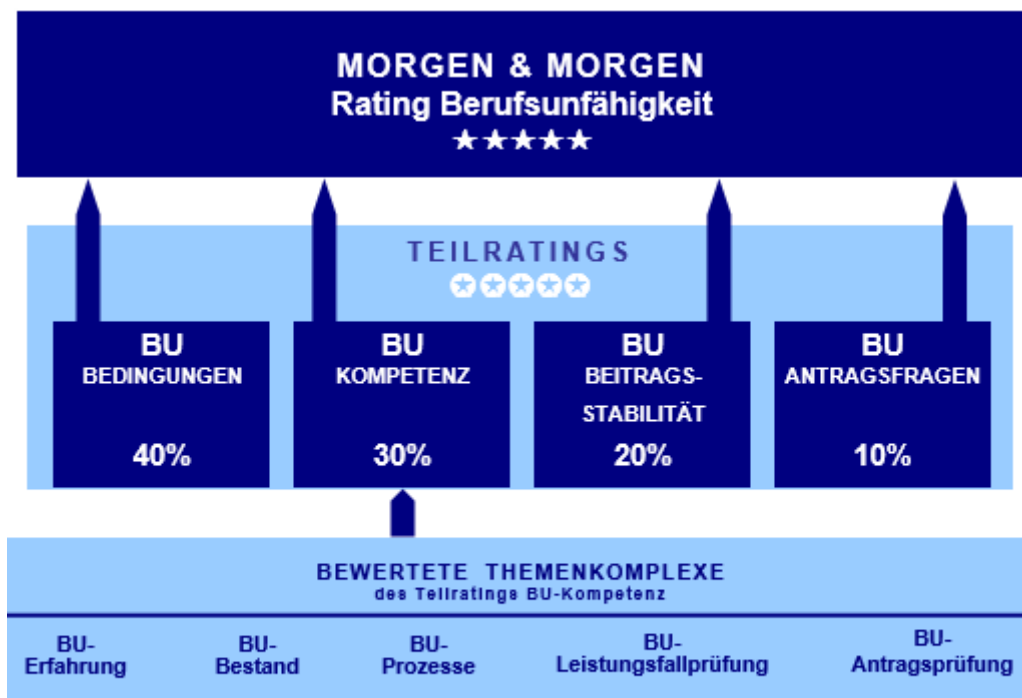 MORGEN & MORGEN
Rating Berufsunfähigkeit
TEILRATINGS
BU
BEDINGUNGEN
40%
BU
KOMPETENZ
30%
BU
BEITRAGS-
STABILITÄT
20%
BU
ANTRAGSFRAGEN
10%
BEWERTETE THEMENKOMPLEXE
des Teilratings BU-Kompetenz
BU-
Erfahrung
BU-
Bestand
BU-
Prozesse
BU-
Leistungsfallprüfung
BU-
Antragsprüfung